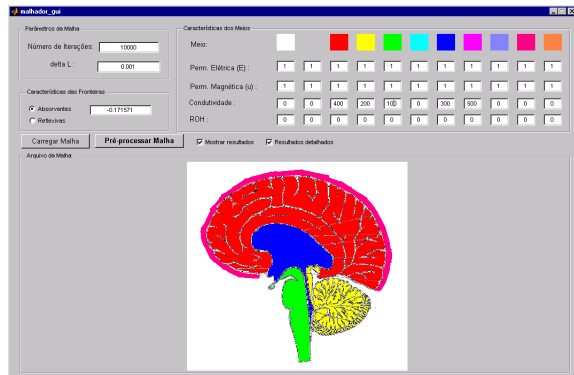 malhador_gui
Parâmetros da Malha
Número de Iterações: 10000
delta L : 0.001
Características das Fronteiras
Absorventes -0.171571
Reflexivas
Características dos Meios
Meio:
Perm. Elétrica (E) : 1 1 1 1 1 1 1 1 1 1 1
Perm. Magnética (u) : 1 1 1 1 1 1 1 1 1 1 1
Condutividade : 0 0 400 200 100 0 300 500 0 0 0
ROH : 0 0 0 0 0 0 0 0 0 0 0
Carregar Malha Pré-processar Malha Mostrar resultados Resultados detalhados
Arquivo da Malha: